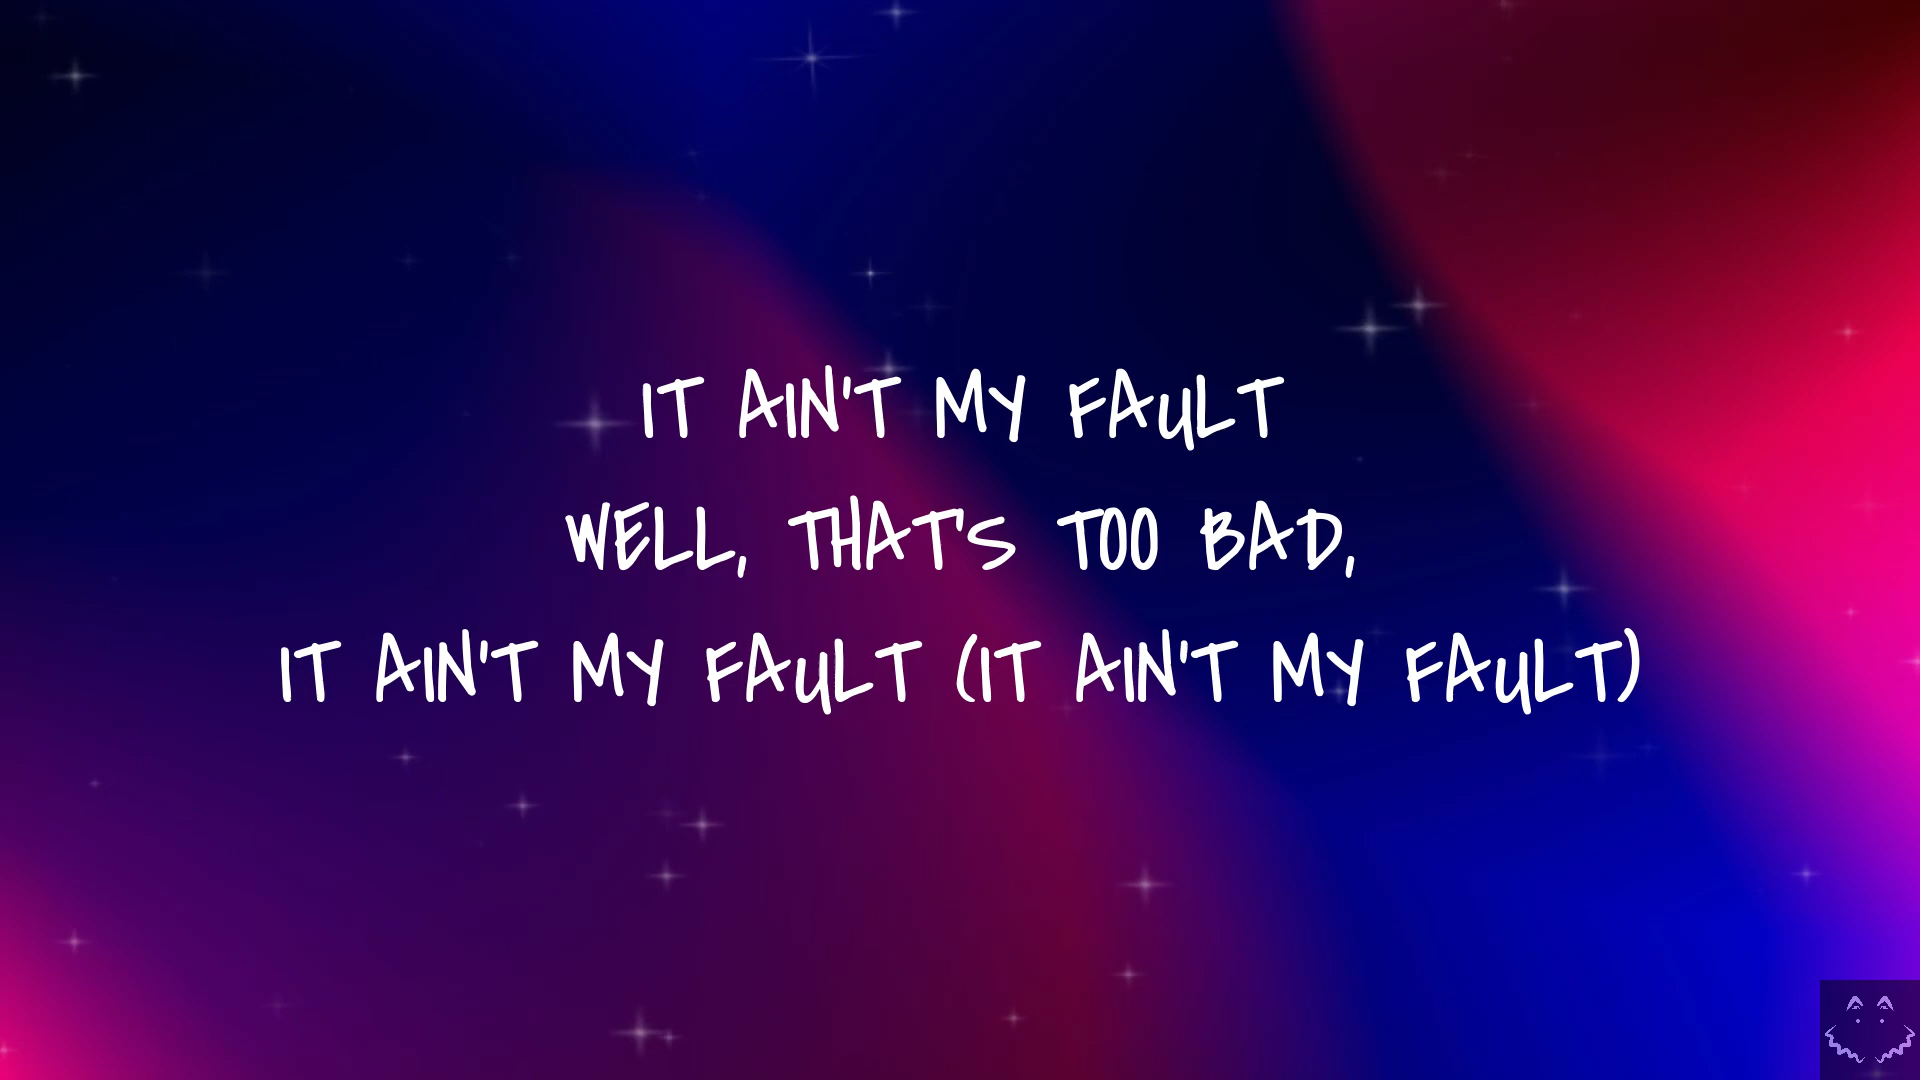 IT AIN'T MY FAULT
WELL, THAT'S TOO BAD,
IT AIN'T MY FAULT (IT AIN'T MY FAULT)